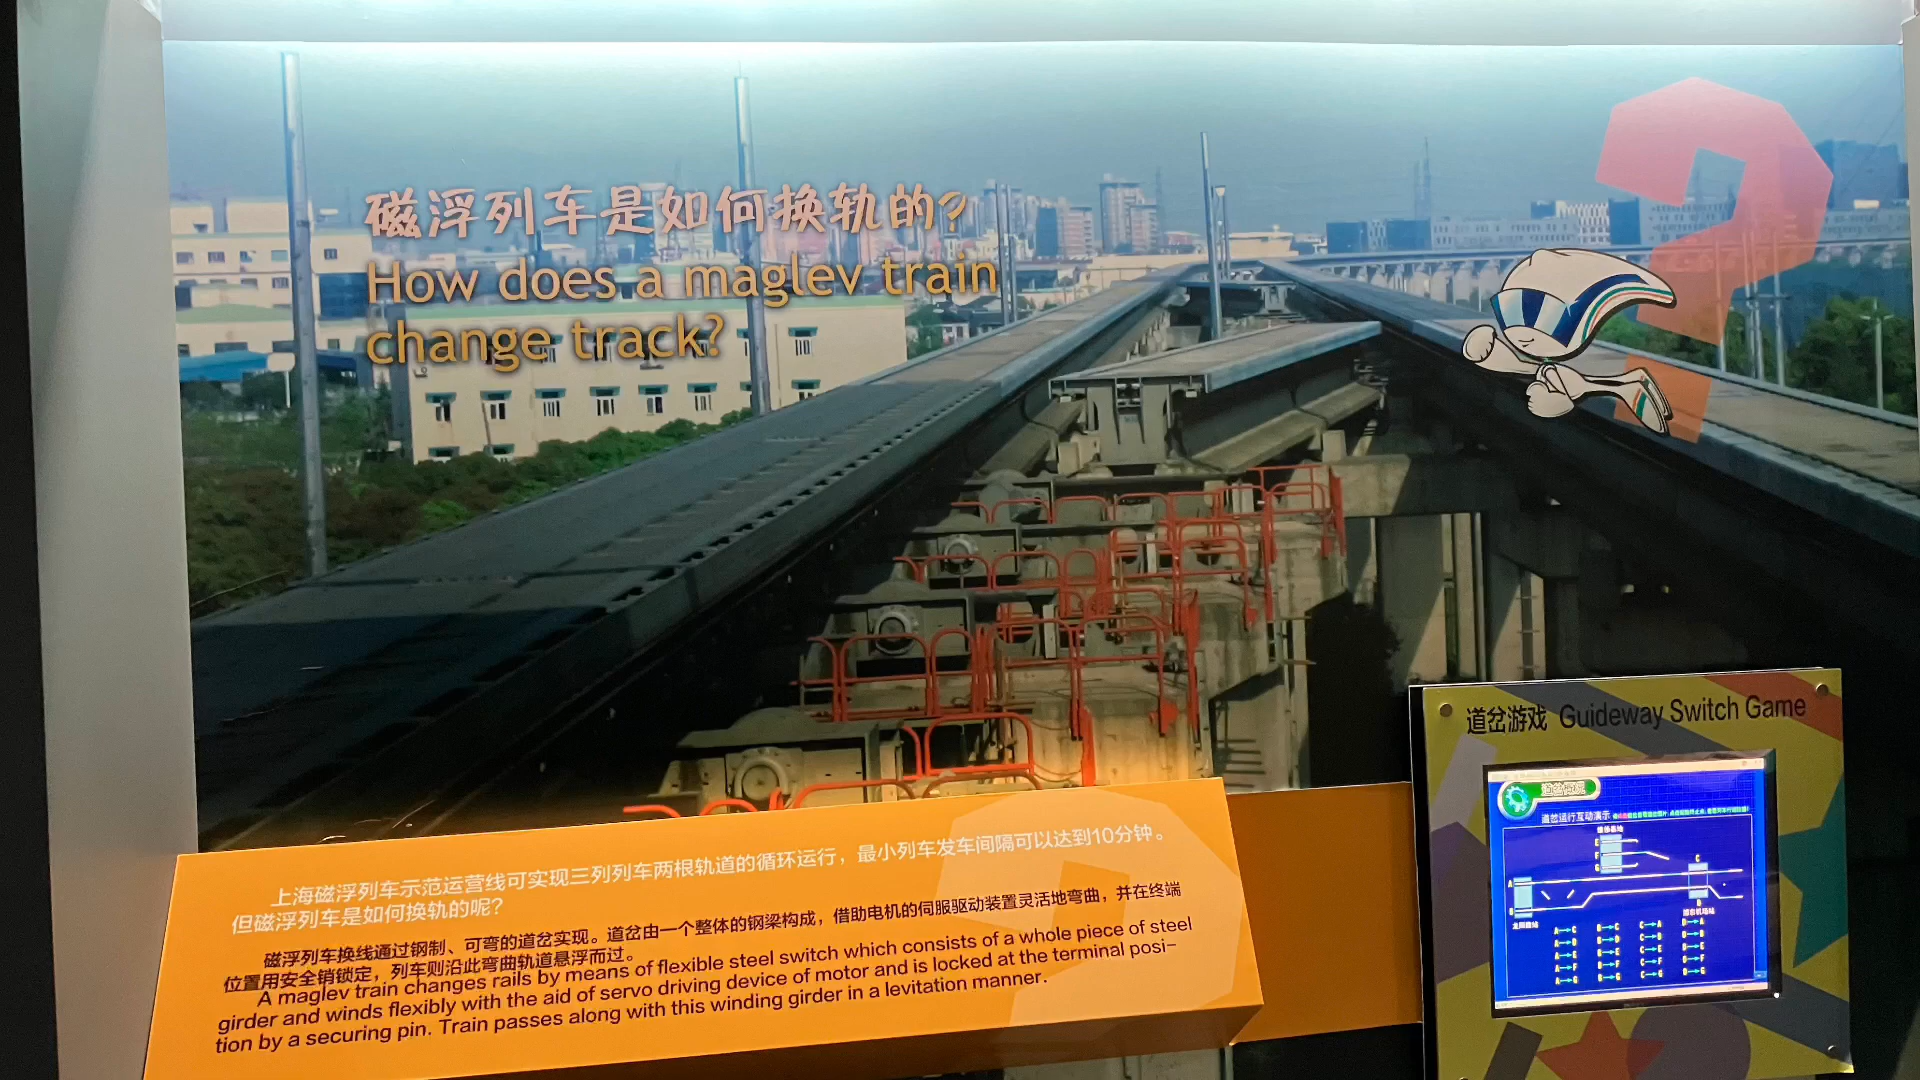 磁浮列车是如何换轨的?
How does a maglev train
change track?
道岔游戏 Guideway Switch Game
道岔运行互动演示
上海磁浮列车示范运营线可实现三列列车两根轨道的循环运行，最小列车发车间隔可以达到10分钟。
但磁浮列车是如何换轨的呢?
磁浮列车换线通过钢制、可弯的道岔实现。道岔由一个整体的钢梁构成，借助电机的伺服驱动装置灵活地弯曲，并在终端
位置用安全销锁定，列车则沿此弯曲轨道悬浮而过。
A maglev train changes rails by means of flexible steel switch which consists of a whole piece of steel
girder and winds flexibly with the aid of servo driving device of motor and is locked at the terminal posi-
tion by a securing pin. Train passes along with this winding girder in a levitation manner.